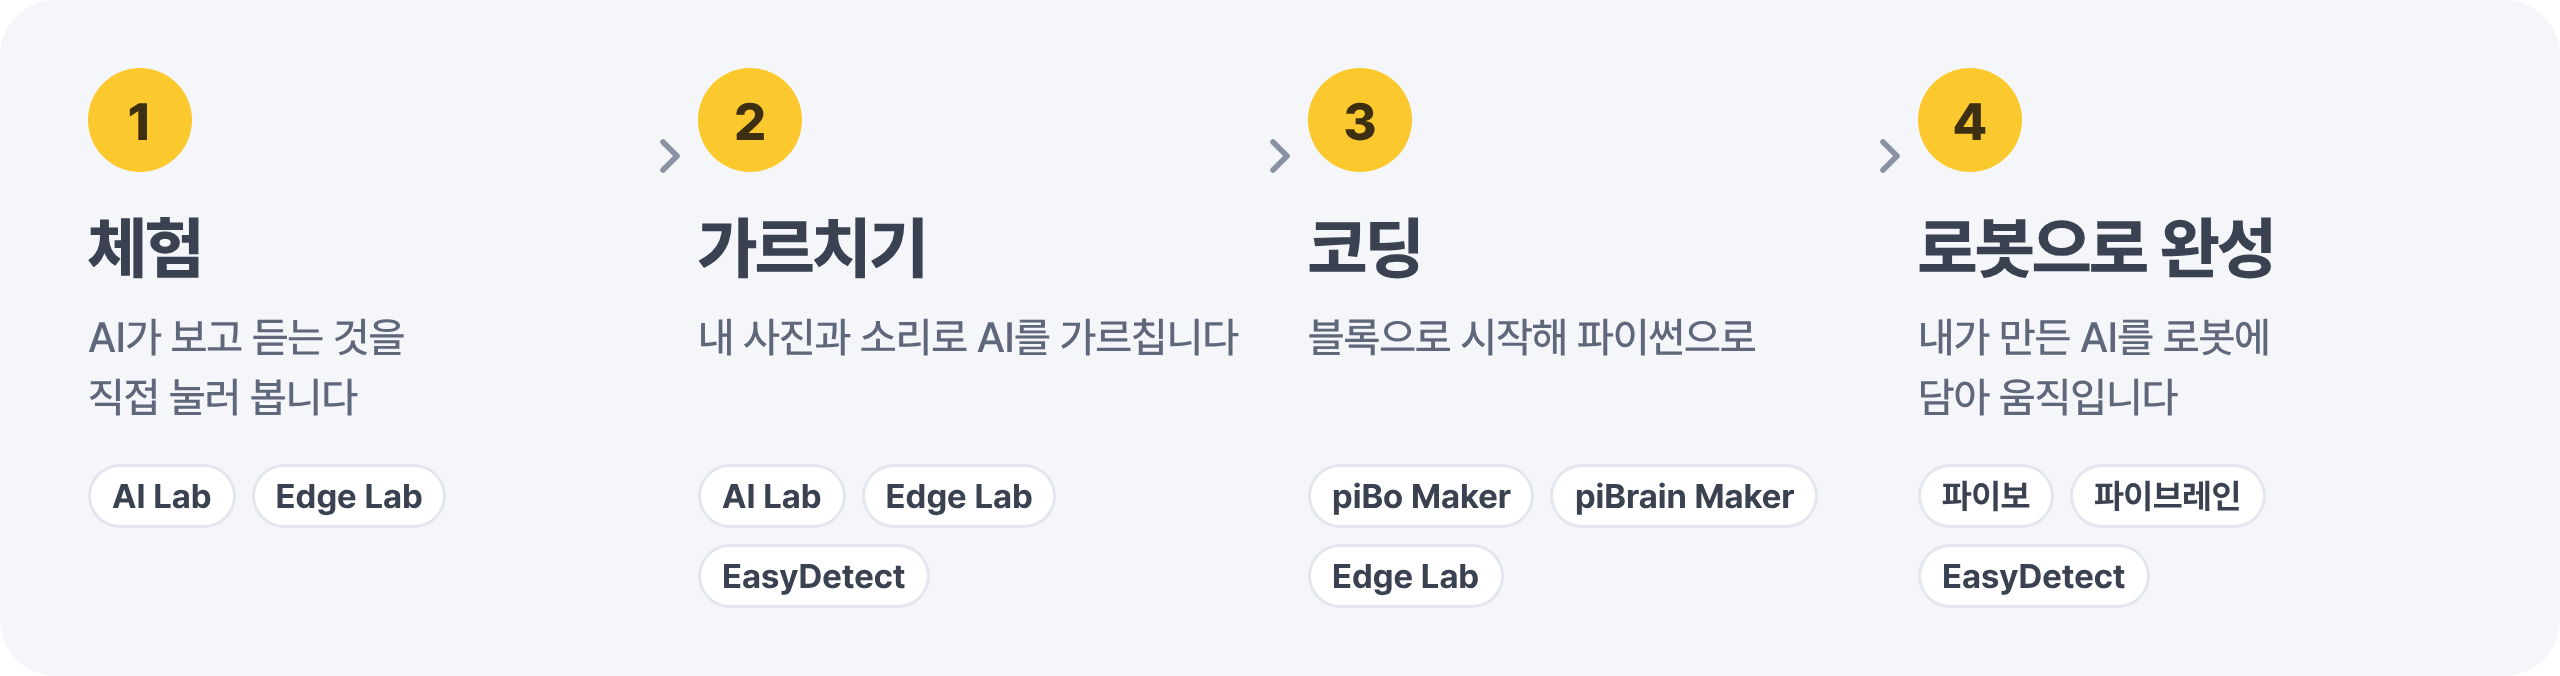 1
체험
AI가 보고 듣는 것을
직접 눌러 봅니다
AI Lab
Edge Lab
2
가르치기
내 사진과 소리로 AI를 가르칩니다
AI Lab
Edge Lab
EasyDetect
3
코딩
블록으로 시작해 파이썬으로
piBo Maker
piBrain Maker
Edge Lab
4
로봇으로 완성
내가 만든 AI를 로봇에
담아 움직입니다
파이보
파이브레인
EasyDetect